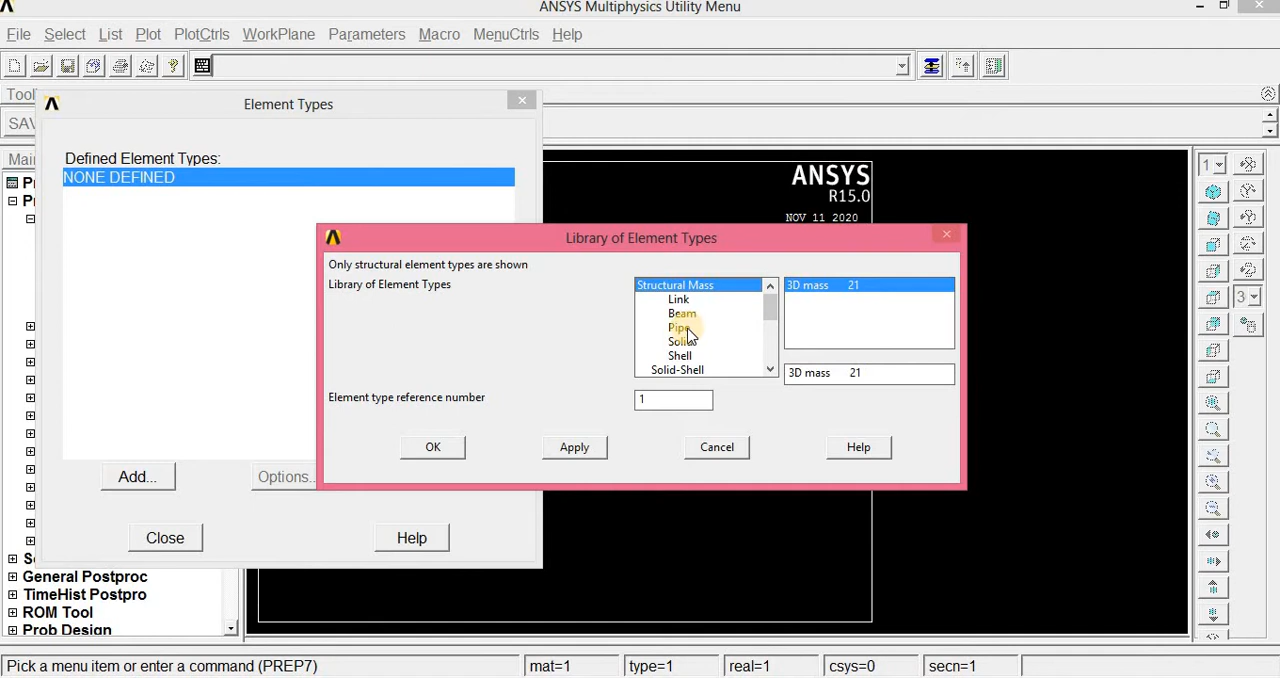 ANSYS Multiphysics Utility Menu
File Select List Plot PlotCtrls WorkPlane Parameters Macro MenuCtrls Help
Element Types
Defined Element Types:
NONE DEFINED
ANSYS
R15.0
NOV 11 2020
1
3
Library of Element Types
Only structural element types are shown
Library of Element Types
Structural Mass
Link
Beam
Pipe
Solid
Shell
Solid-Shell
3D mass 21
3D mass 21
Element type reference number
1
OK Apply Cancel Help
Add... Options...
Close Help
General Postproc
TimeHist Postpro
ROM Tool
Prob Design
Pick a menu item or enter a command (PREP7) mat=1 type=1 real=1 csys=0 secn=1